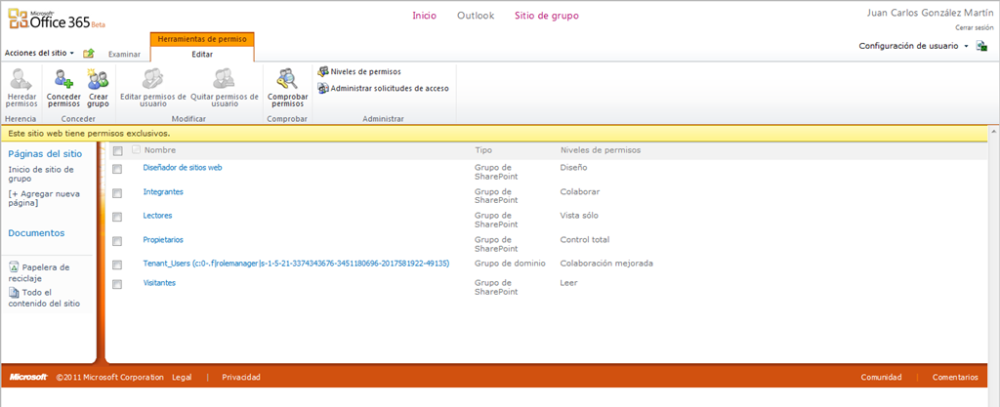 Microsoft
Office 365 Beta
Inicio Outlook Sitio de grupo
Juan Carlos González Martín
Cerrar sesión
Herramientas de permiso
Acciones del sitio Examinar Editar
Configuración de usuario
Heredar permisos
Conceder permisos
Crear grupo
Editar permisos de usuario
Quitar permisos de usuario
Comprobar permisos
Niveles de permisos
Administrar solicitudes de acceso
Herencia Conceder Modificar Comprobar Administrar
Este sitio web tiene permisos exclusivos.
Páginas del sitio
Inicio de sitio de
grupo
[+ Agregar nueva
página]
Documentos
Papelera de
reciclaje
Todo el
contenido del sitio
Nombre Tipo Niveles de permisos
Diseñador de sitios web Grupo de SharePoint Diseño
Integrantes Grupo de SharePoint Colaborar
Lectores Grupo de SharePoint Vista sólo
Propietarios Grupo de SharePoint Control total
Tenant_Users (c:0-.f|rolemanager|s-1-5-21-3374343676-3451180696-2017581922-49135) Grupo de dominio Colaboración mejorada
Visitantes Grupo de SharePoint Leer
Microsoft ©2011 Microsoft Corporation Legal | Privacidad Comunidad | Comentarios